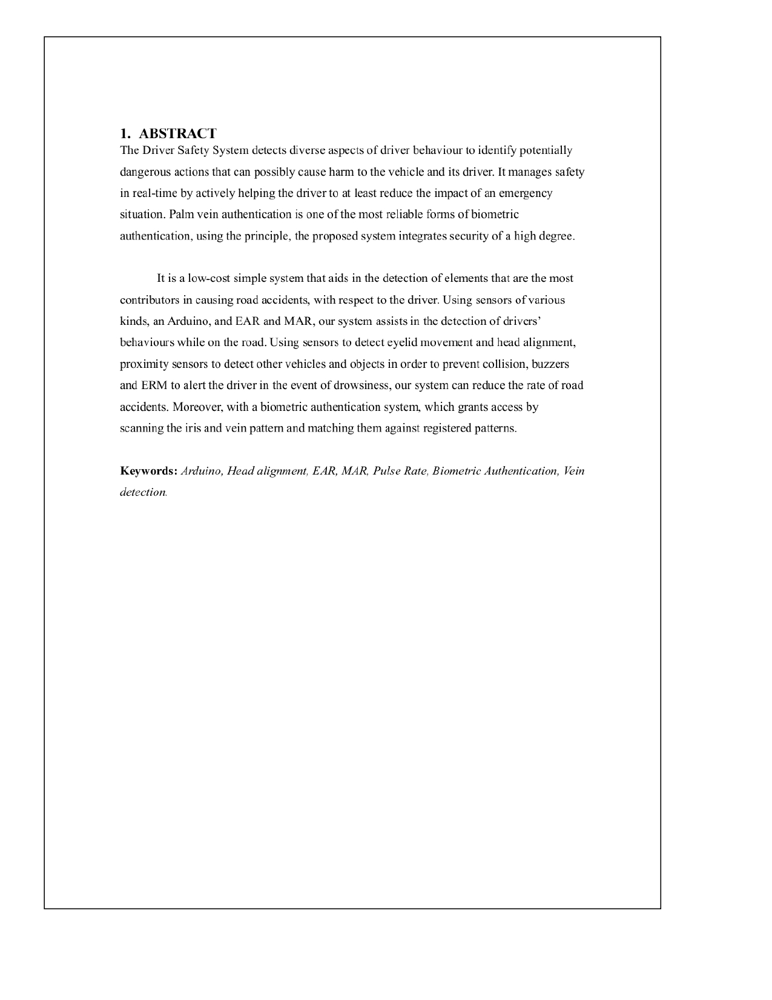 1. ABSTRACT
The Driver Safety System detects diverse aspects of driver behaviour to identify potentially
dangerous actions that can possibly cause harm to the vehicle and its driver. It manages safety
in real-time by actively helping the driver to at least reduce the impact of an emergency
situation. Palm vein authentication is one of the most reliable forms of biometric
authentication, using the principle, the proposed system integrates security of a high degree.
It is a low-cost simple system that aids in the detection of elements that are the most
contributors in causing road accidents, with respect to the driver. Using sensors of various
kinds, an Arduino, and EAR and MAR, our system assists in the detection of drivers’
behaviours while on the road. Using sensors to detect eyelid movement and head alignment,
proximity sensors to detect other vehicles and objects in order to prevent collision, buzzers
and ERM to alert the driver in the event of drowsiness, our system can reduce the rate of road
accidents. Moreover, with a biometric authentication system, which grants access by
scanning the iris and vein pattern and matching them against registered patterns.
Keywords: Arduino, Head alignment, EAR, MAR, Pulse Rate, Biometric Authentication, Vein
detection.